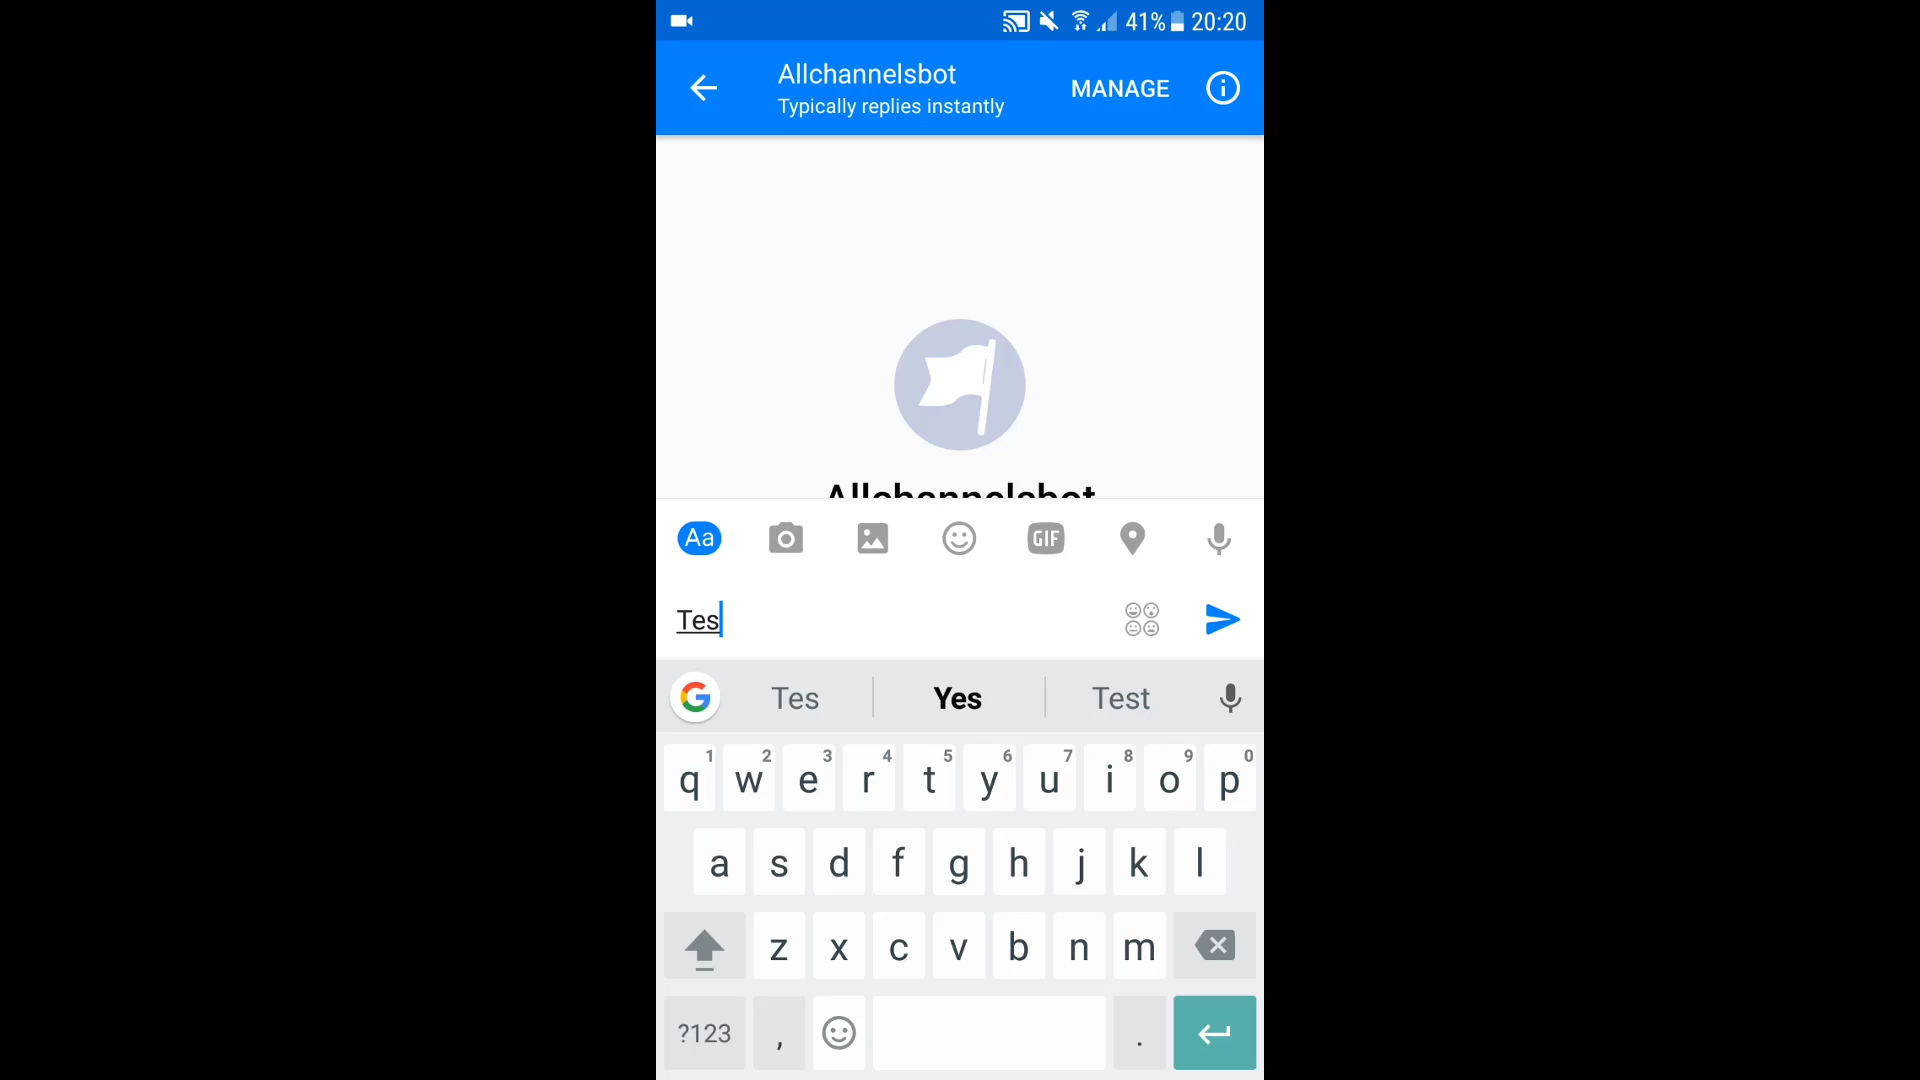 41% 20:20
Allchannelsbot
Typically replies instantly
MANAGE
Allchannelsbot
Aa
GIF
Tes
Tes Yes Test
1 2 3 4 5 6 7 8 9 0
q w e r t y u i o p
a s d f g h j k l
z x c v b n m
?123 , .